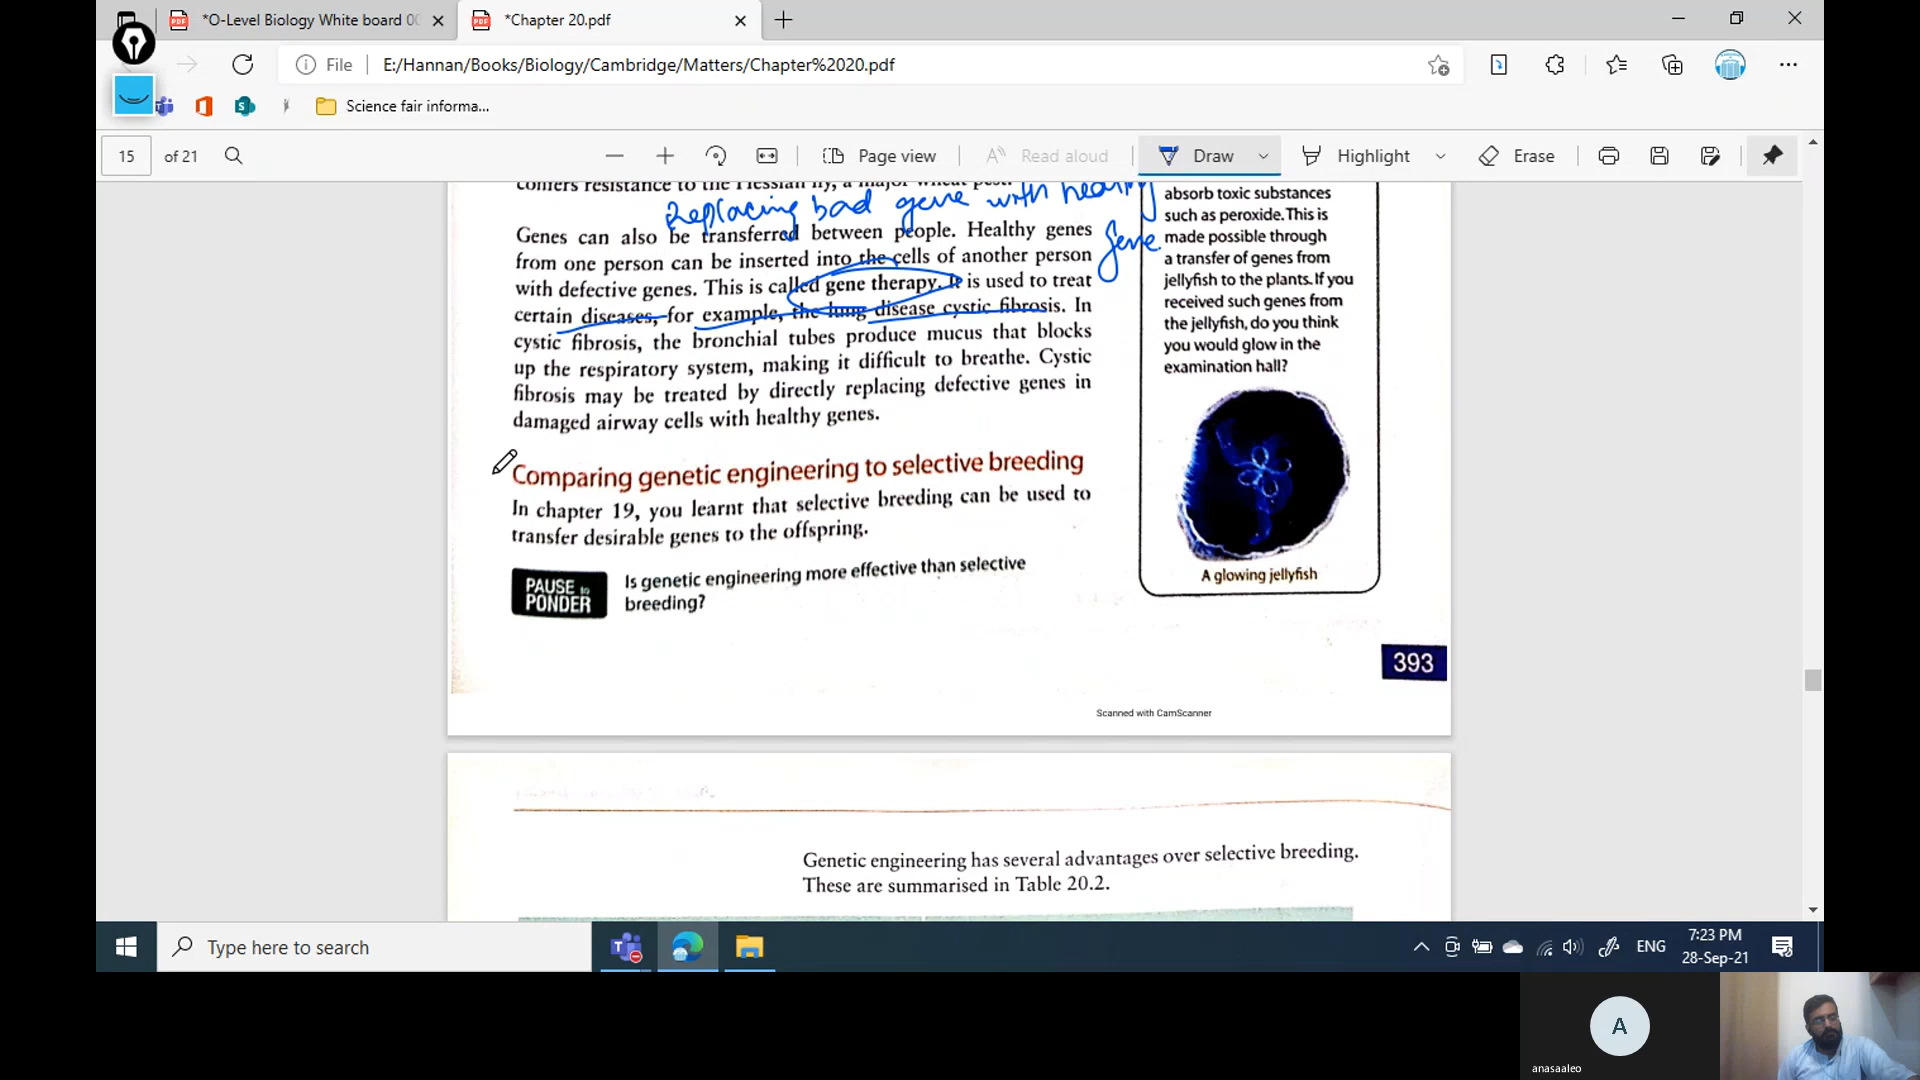 *O-Level Biology White board 00
*Chapter 20.pdf
File
E:/Hannan/Books/Biology/Cambridge/Matters/Chapter%2020.pdf
Science fair informa...
15
of 21
Page view
Read aloud
Draw
Highlight
Erase
confers resistance to the Hessian fly, a major wheat pest.
Replacing bad gene with healthy
gene.
Genes can also be transferred between people. Healthy genes
from one person can be inserted into the cells of another person
with defective genes. This is called gene therapy. It is used to treat
certain diseases, for example, the lung disease cystic fibrosis. In
cystic fibrosis, the bronchial tubes produce mucus that blocks
up the respiratory system, making it difficult to breathe. Cystic
fibrosis may be treated by directly replacing defective genes in
damaged airway cells with healthy genes.
Comparing genetic engineering to selective breeding
In chapter 19, you learnt that selective breeding can be used to
transfer desirable genes to the offspring.
PAUSE to
PONDER
Is genetic engineering more effective than selective
breeding?
absorb toxic substances
such as peroxide. This is
made possible through
a transfer of genes from
jellyfish to the plants. If you
received such genes from
the jellyfish, do you think
you would glow in the
examination hall?
A glowing jellyfish
393
Scanned with CamScanner
Genetic engineering has several advantages over selective breeding.
These are summarised in Table 20.2.
Type here to search
ENG
7:23 PM
28-Sep-21
A
anasaaleo